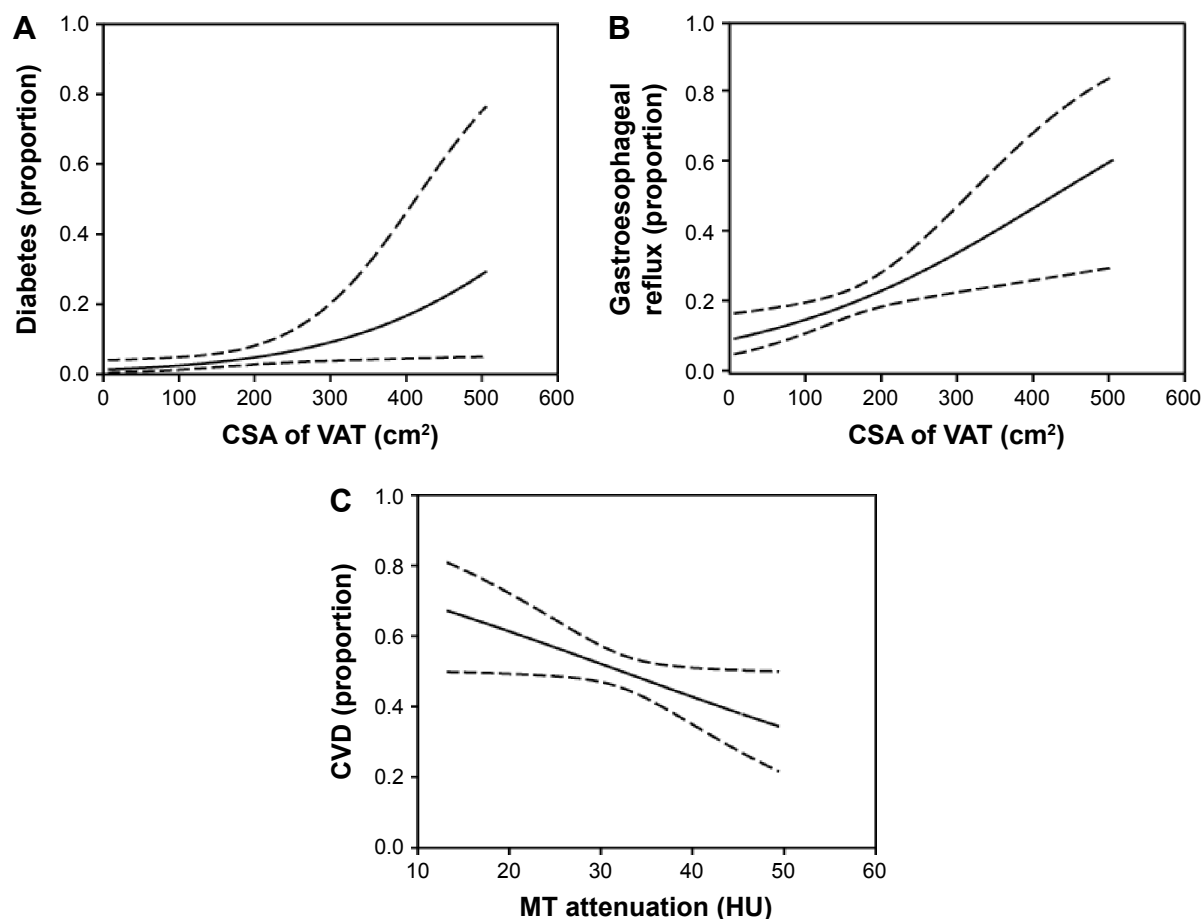 A
Diabetes (proportion)
1.0
0.8
0.6
0.4
0.2
0.0
0 100 200 300 400 500 600
CSA of VAT (cm²)
B
Gastroesophageal
reflux (proportion)
1.0
0.8
0.6
0.4
0.2
0.0
0 100 200 300 400 500 600
CSA of VAT (cm²)
C
CVD (proportion)
1.0
0.8
0.6
0.4
0.2
0.0
10 20 30 40 50 60
MT attenuation (HU)